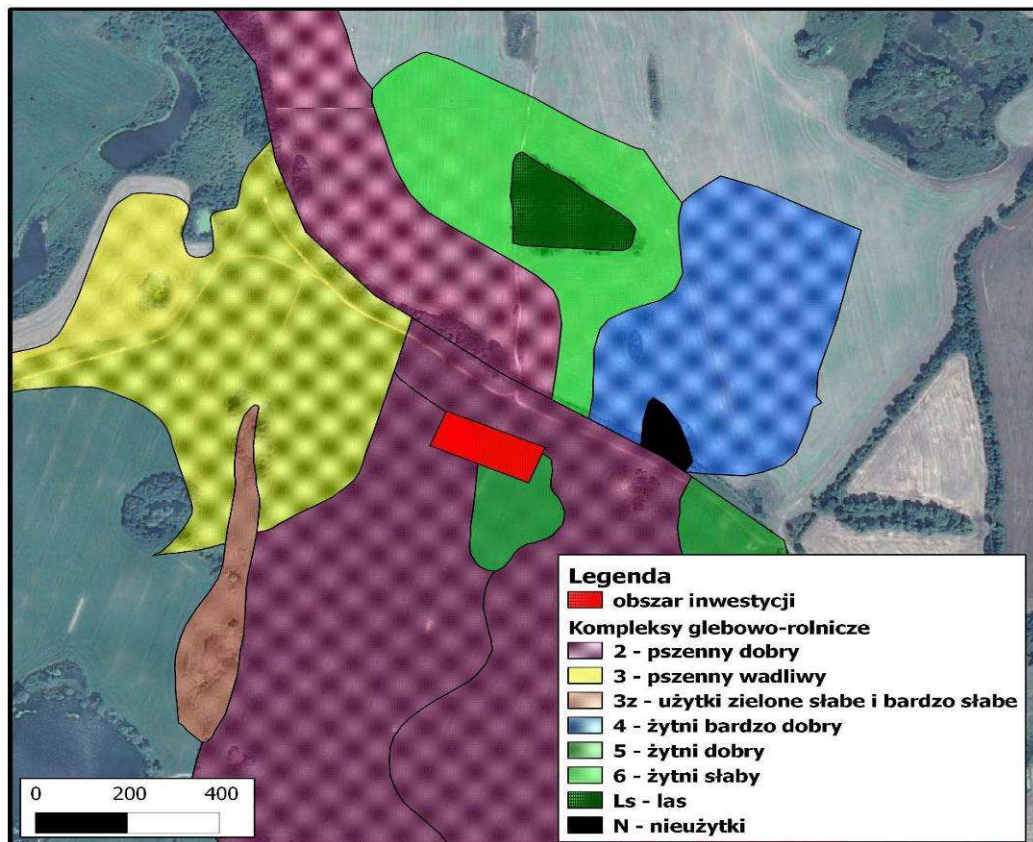 Legenda
obszar inwestycji
Kompleksy glebowo-rolnicze
2 - pszenny dobry
3 - pszenny wadliwy
3z - użytki zielone słabe i bardzo słabe
4 - żytni bardzo dobry
5 - żytni dobry
6 - żytni słaby
Ls - las
N - nieużytki
0 200 400